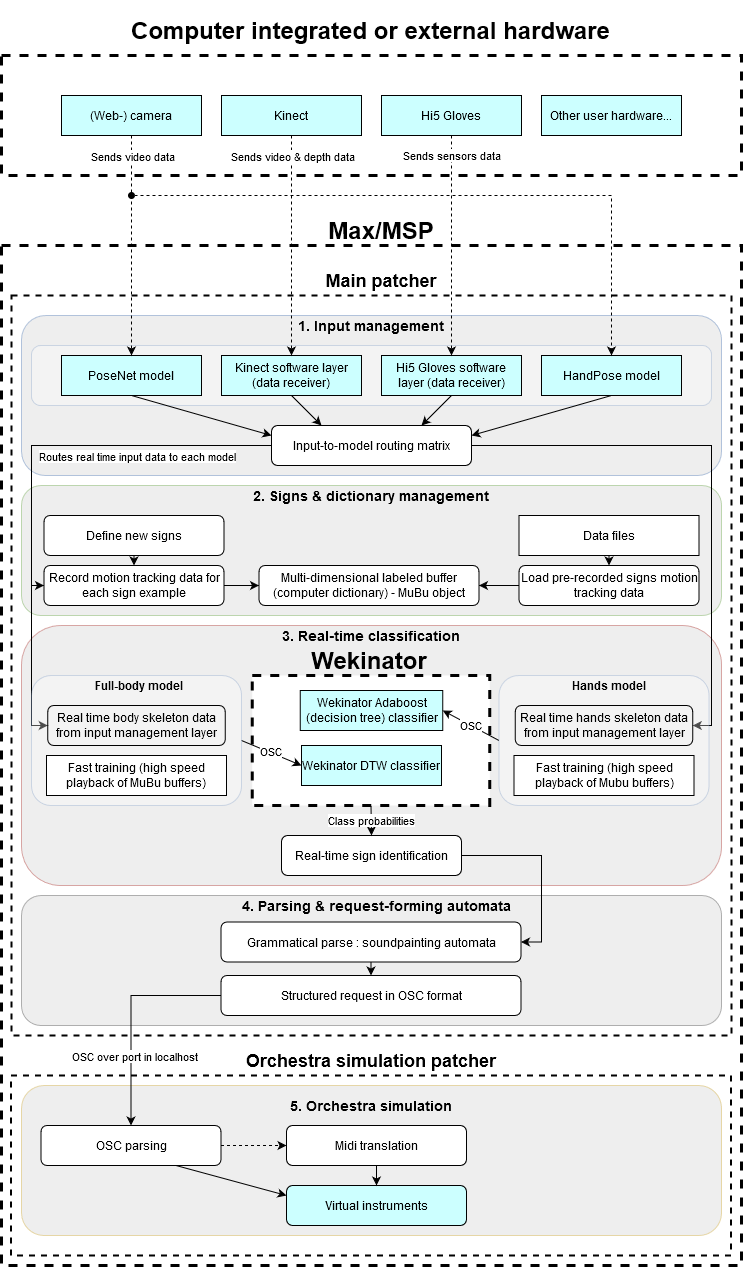 Computer integrated or external hardware
(Web-) camera
Kinect
Hi5 Gloves
Other user hardware...
Sends video data
Sends video & depth data
Sends sensors data
Max/MSP
Main patcher
1. Input management
PoseNet model
Kinect software layer
(data receiver)
Hi5 Gloves software
layer (data receiver)
HandPose model
Input-to-model routing matrix
Routes real time input data to each model
2. Signs & dictionary management
Define new signs
Data files
Record motion tracking data for
each sign example
Multi-dimensional labeled buffer
(computer dictionary) - MuBu object
Load pre-recorded signs motion
tracking data
3. Real-time classification
Wekinator
Full-body model
Real time body skeleton data
from input management layer
Fast training (high speed
playback of MuBu buffers)
Wekinator Adaboost
(decision tree) classifier
OSC
Wekinator DTW classifier
OSC
Hands model
Real time hands skeleton data
from input management layer
Fast training (high speed
playback of Mubu buffers)
Class probabilities
Real-time sign identification
4. Parsing & request-forming automata
Grammatical parse : soundpainting automata
Structured request in OSC format
OSC over port in localhost
Orchestra simulation patcher
5. Orchestra simulation
OSC parsing
Midi translation
Virtual instruments